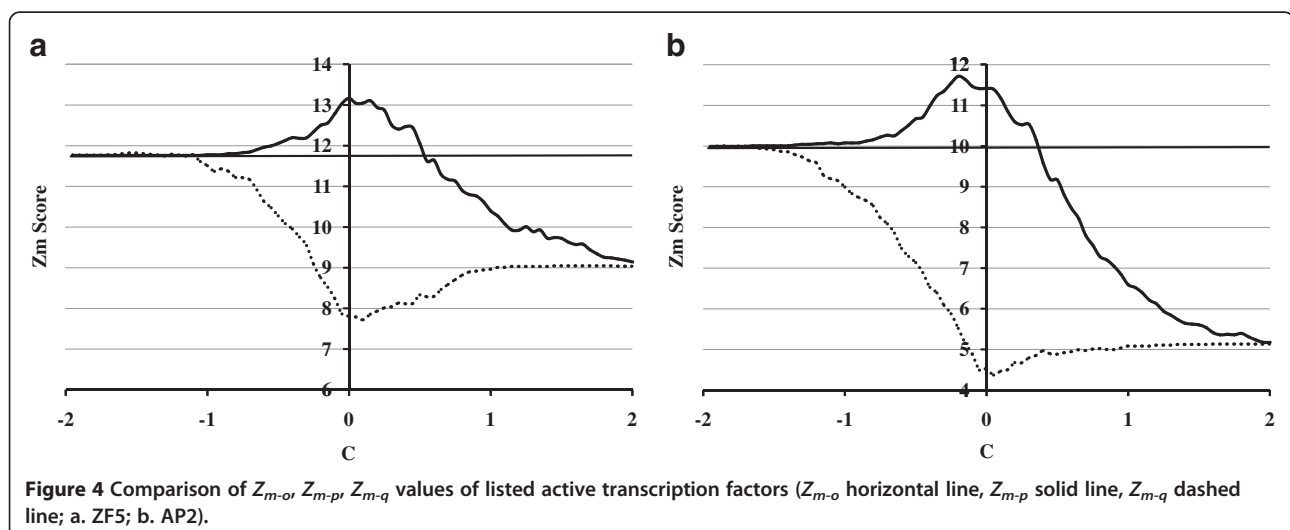 a
14
13
12
11
10
9
8
7
6
Zm Score
-2 -1 0 1 2
C
b
12
11
10
9
8
7
6
5
4
Zm Score
-2 -1 0 1 2
C
Figure 4 Comparison of Zm-o, Zm-p, Zm-q values of listed active transcription factors (Zm-o horizontal line, Zm-p solid line, Zm-q dashed
line; a. ZF5; b. AP2).